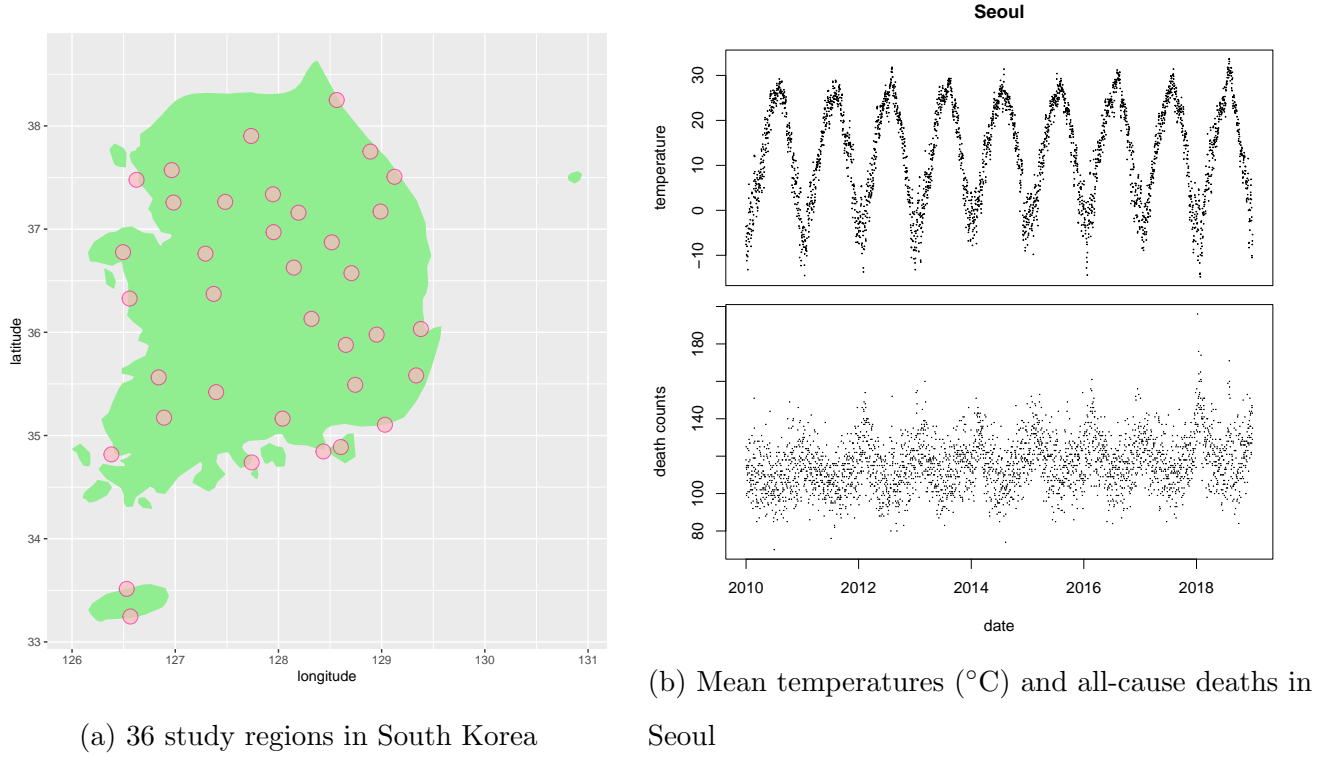 38
37
36
35
34
33
latitude
126
127
128
129
130
131
longitude
(a) 36 study regions in South Korea
Seoul
30
20
10
0
−10
temperature
180
140
100
80
death counts
2010
2012
2014
2016
2018
date
(b) Mean temperatures (°C) and all-cause deaths in
Seoul